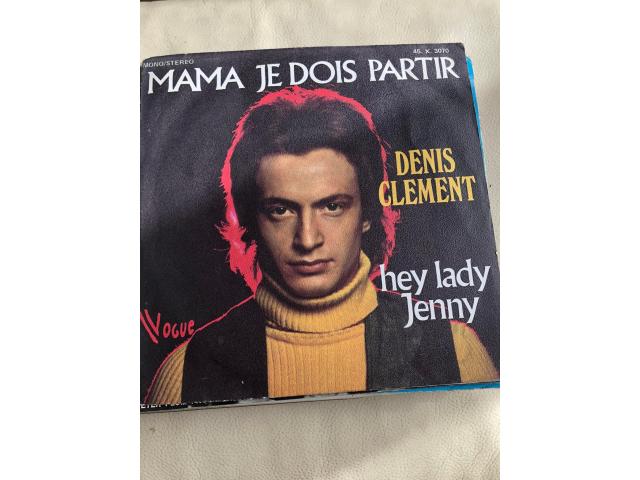 MONO/STEREO
45. X. 3070
MAMA JE DOIS PARTIR
DENIS
CLEMENT
hey lady
Jenny
VOGUE